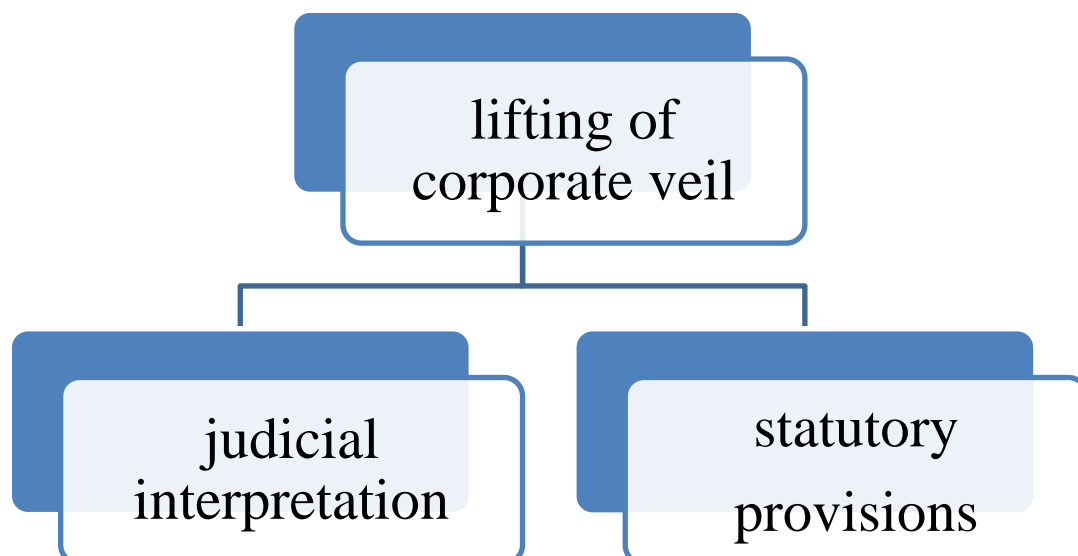 lifting of
corporate veil
judicial
interpretation
statutory
provisions